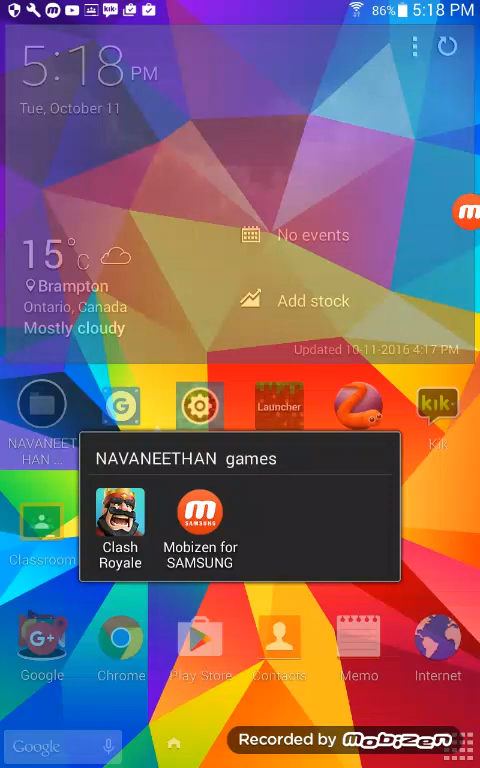 kik
86% 5:18 PM
5:18 PM
Tue, October 11
15°C
Brampton
Ontario, Canada
Mostly cloudy
No events
Add stock
Updated 10-11-2016 4:17 PM
m
G
Launcher
kik
NAVANEET
HAN ...
Kik
NAVANEETHAN games
m
SAMSUNG
Clash
Royale
Mobizen for
SAMSUNG
Classroom
G+
Google
Chrome
Play Store
Contacts
Memo
Internet
Google
Recorded by mobizen